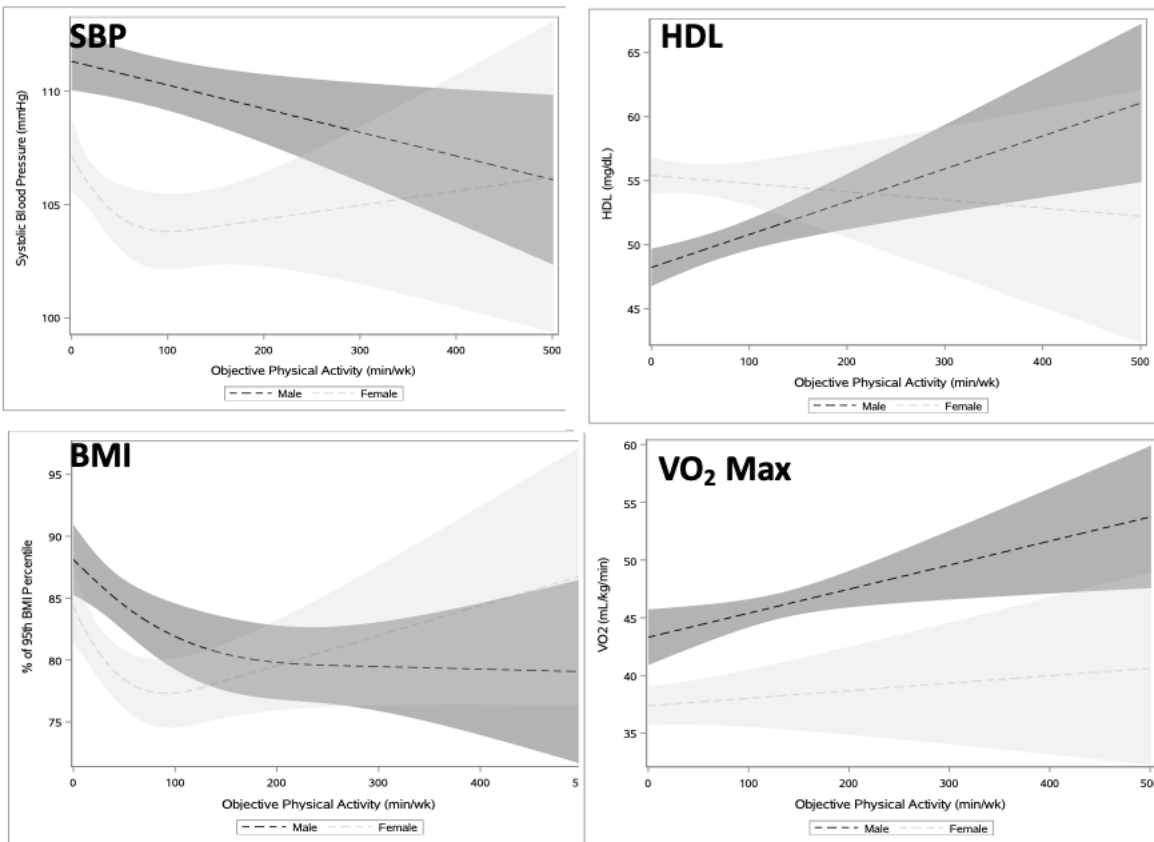 SBP
110
105
100
Systolic Blood Pressure (mmHg)
0 100 200 300 400 500
Objective Physical Activity (min/wk)
Male Female
HDL
65
60
55
50
45
HDL (mg/dL)
0 100 200 300 400 500
Objective Physical Activity (min/wk)
Male Female
BMI
95
90
85
80
75
% of 95th BMI Percentile
0 100 200 300 400 5
Objective Physical Activity (min/wk)
Male Female
VO₂ Max
60
55
50
45
40
35
VO2 (mL/kg/min)
0 100 200 300 400 500
Objective Physical Activity (min/wk)
Male Female